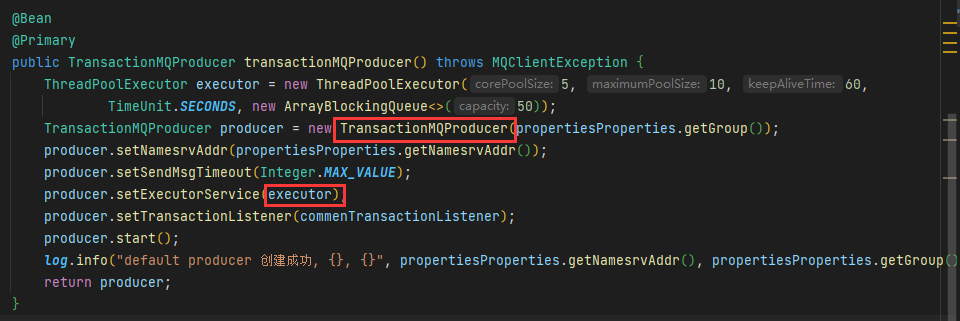 @Bean
@Primary
public TransactionMQProducer transactionMQProducer() throws MQClientException {
ThreadPoolExecutor executor = new ThreadPoolExecutor( corePoolSize: 5, maximumPoolSize: 10, keepAliveTime: 60,
TimeUnit.SECONDS, new ArrayBlockingQueue<>( capacity: 50));
TransactionMQProducer producer = new TransactionMQProducer(propertiesProperties.getGroup());
producer.setNamesrvAddr(propertiesProperties.getNamesrvAddr());
producer.setSendMsgTimeout(Integer.MAX_VALUE);
producer.setExecutorService(executor);
producer.setTransactionListener(commenTransactionListener);
producer.start();
log.info("default producer 创建成功, {}, {}", propertiesProperties.getNamesrvAddr(), propertiesProperties.getGroup()
return producer;
}